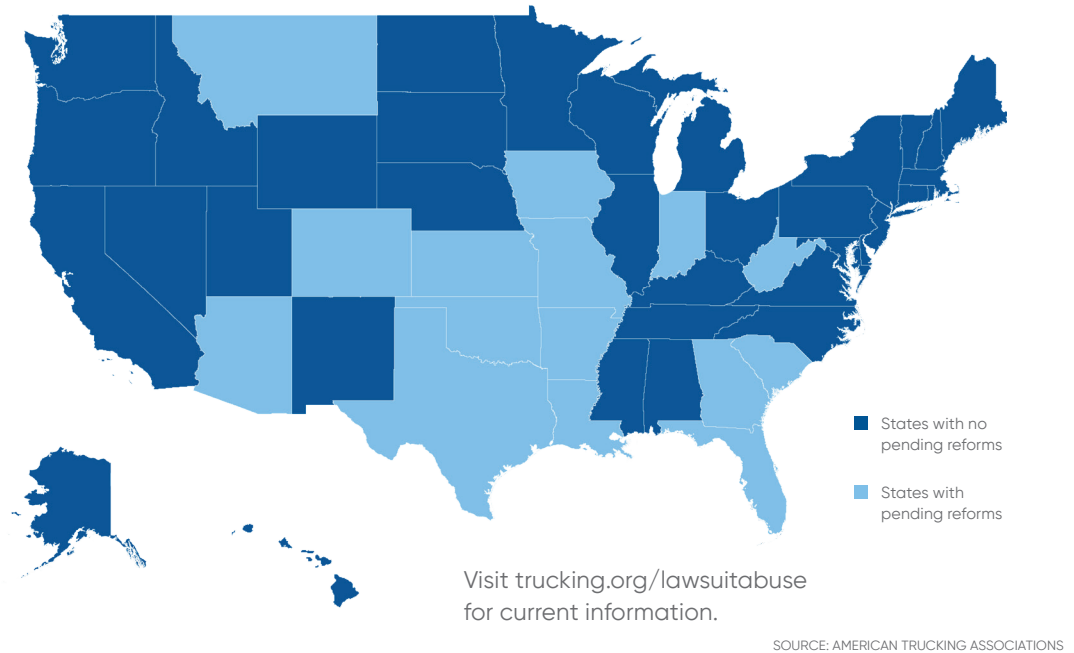 States with no
pending reforms
States with
pending reforms
Visit trucking.org/lawsuitabuse
for current information.
SOURCE: AMERICAN TRUCKING ASSOCIATIONS